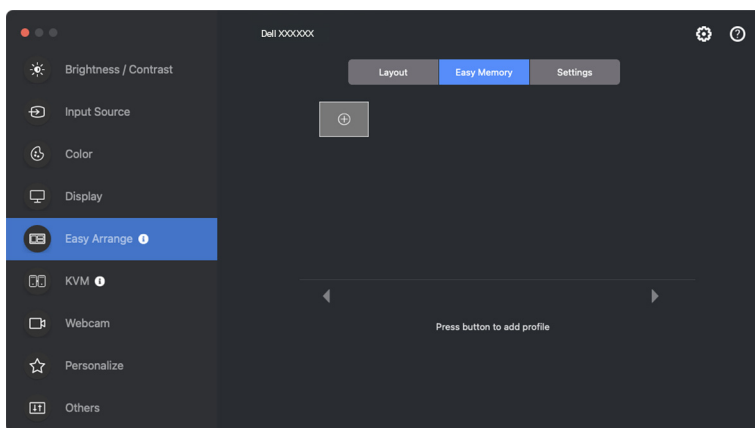 Dell XXXXXX
Brightness / Contrast
Input Source
Color
Display
Easy Arrange
KVM
Webcam
Personalize
Others
Layout Easy Memory Settings
Press button to add profile